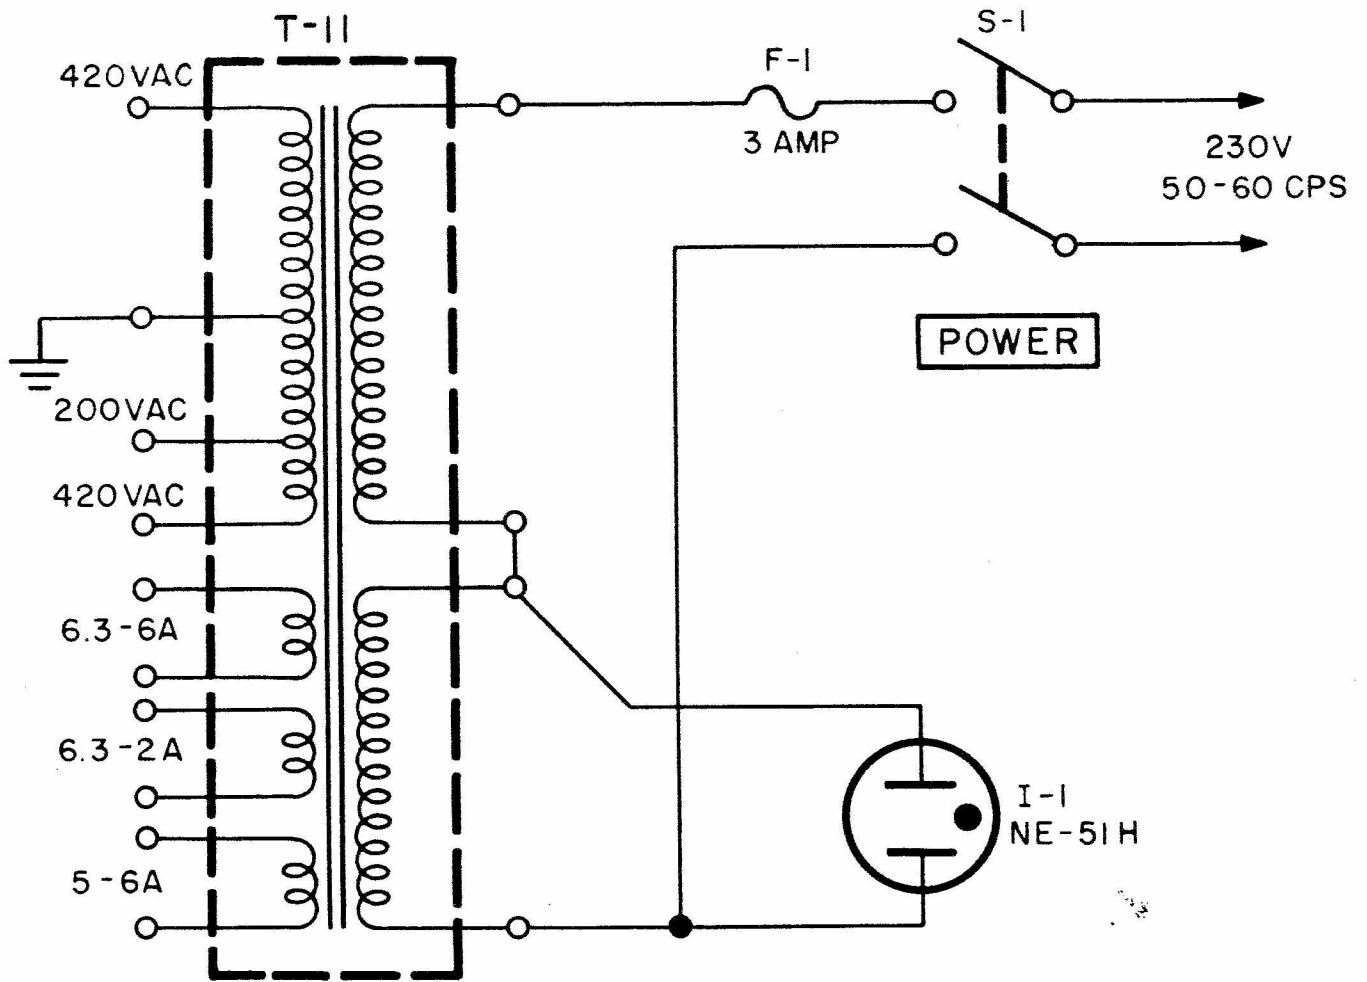 T-11
S-1
420VAC
F-1
3 AMP
230V
50-60 CPS
POWER
200VAC
420VAC
6.3-6A
6.3-2A
I-1
NE-51H
5-6A